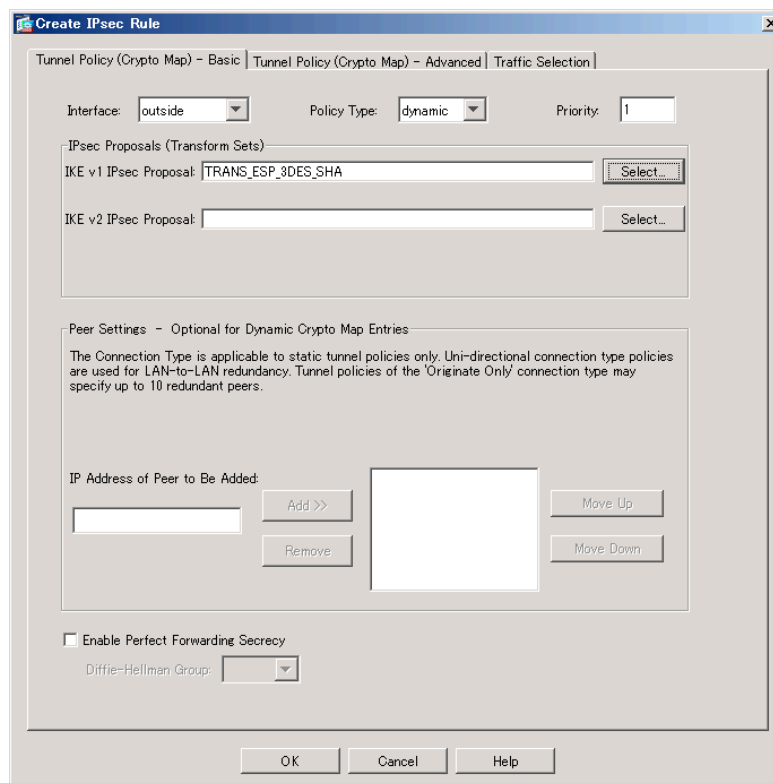 Create IPsec Rule
Tunnel Policy (Crypto Map) - Basic Tunnel Policy (Crypto Map) - Advanced Traffic Selection
Interface: outside Policy Type: dynamic Priority: 1
IPsec Proposals (Transform Sets)
IKE v1 IPsec Proposal: TRANS_ESP_3DES_SHA Select...
IKE v2 IPsec Proposal: Select...
Peer Settings - Optional for Dynamic Crypto Map Entries
The Connection Type is applicable to static tunnel policies only. Uni-directional connection type policies
are used for LAN-to-LAN redundancy. Tunnel policies of the 'Originate Only' connection type may
specify up to 10 redundant peers.
IP Address of Peer to Be Added:
Add >> Move Up
Remove Move Down
Enable Perfect Forwarding Secrecy
Diffie-Hellman Group:
OK Cancel Help